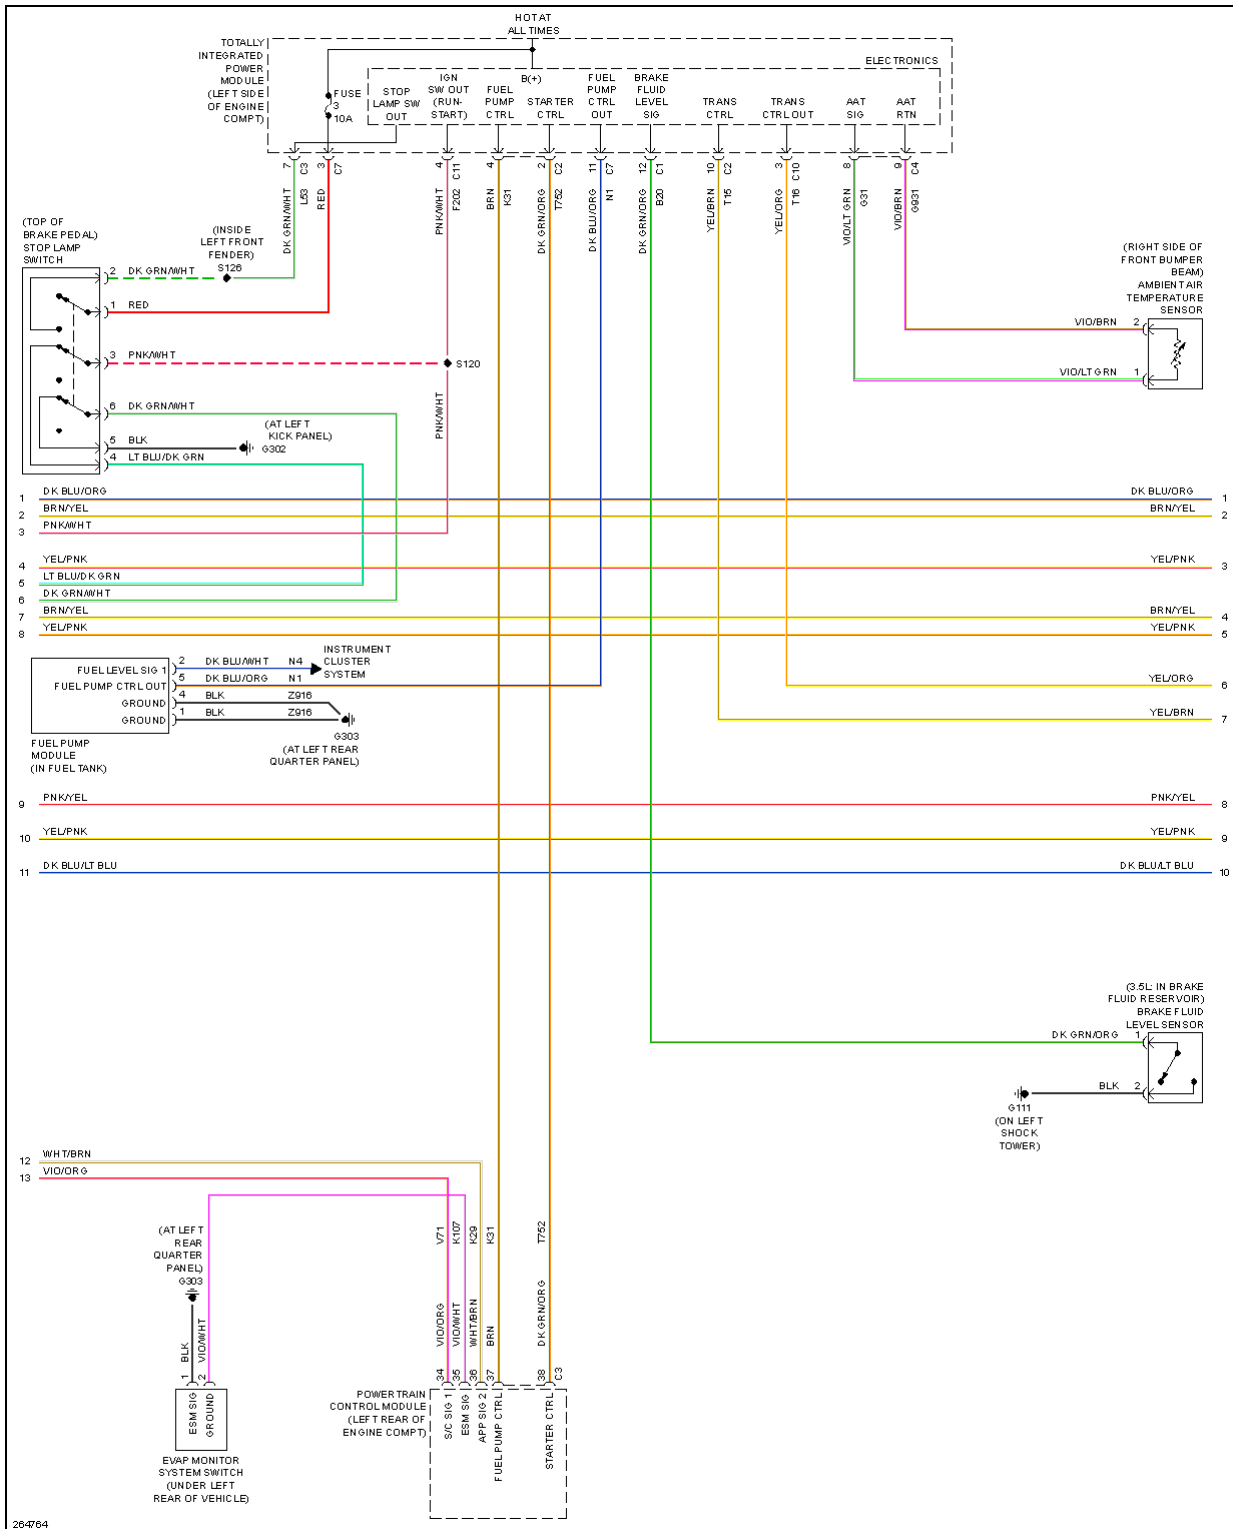 HOT AT
ALL TIMES
TOTALLY
INTEGRATED
POWER
MODULE
(LEFT SIDE
OF ENGINE
COMPT)
FUSE
3
10A
ELECTRONICS
B(+)
STOP
LAMP SW
OUT
IGN
SW OUT
(RUN-
START)
FUEL
PUMP
CTRL
STARTER
CTRL
FUEL
PUMP
CTRL
OUT
BRAKE
FLUID
LEVEL
SIG
TRANS
CTRL
TRANS
CTRL OUT
AAT
SIG
AAT
RTN
7 C3
3 C7
4 C11
4
2 C2
11 C7
12 C1
10 C2
3 C10
8
9 C4
DK GRN/WHT L53
RED
PNK/WHT F202
BRN K31
DK GRN/ORG T752
DK BLU/ORG N1
DK GRN/ORG B20
YEL/BRN T15
YEL/ORG T16
VIO/LT GRN G31
VIO/BRN G931
(TOP OF
BRAKE PEDAL)
STOP LAMP
SWITCH
(INSIDE
LEFT FRONT
FENDER)
S126
2 DK GRN/WHT
1 RED
3 PNK/WHT
S120
PNK/WHT
6 DK GRN/WHT
(AT LEFT
KICK PANEL)
G302
5 BLK
4 LT BLU/DK GRN
(RIGHT SIDE OF
FRONT BUMPER
BEAM)
AMBIENT AIR
TEMPERATURE
SENSOR
VIO/BRN 2
VIO/LT GRN 1
1 DK BLU/ORG DK BLU/ORG 1
2 BRN/YEL BRN/YEL 2
3 PNK/WHT
4 YEL/PNK YEL/PNK 3
5 LT BLU/DK GRN
6 DK GRN/WHT
7 BRN/YEL BRN/YEL 4
8 YEL/PNK YEL/PNK 5
FUEL LEVEL SIG 1 2 DK BLU/WHT N4
INSTRUMENT
CLUSTER
SYSTEM
FUEL PUMP CTRL OUT 5 DK BLU/ORG N1
YEL/ORG 6
GROUND 4 BLK Z916
GROUND 1 BLK Z916
YEL/BRN 7
G303
(AT LEFT REAR
QUARTER PANEL)
FUEL PUMP
MODULE
(IN FUEL TANK)
9 PNK/YEL PNK/YEL 8
10 YEL/PNK YEL/PNK 9
11 DK BLU/LT BLU DK BLU/LT BLU 10
(3.5L: IN BRAKE
FLUID RESERVOIR)
BRAKE FLUID
LEVEL SENSOR
DK GRN/ORG 1
BLK 2
G111
(ON LEFT
SHOCK
TOWER)
12 WHT/BRN
13 VIO/ORG
(AT LEFT
REAR
QUARTER
PANEL)
G303
1 BLK
2 VIO/WHT
ESM SIG
GROUND
EVAP MONITOR
SYSTEM SWITCH
(UNDER LEFT
REAR OF VEHICLE)
34 VIO/ORG V71
35 VIO/WHT K107
36 WHT/BRN K29
37 BRN K31
38 DK GRN/ORG T752
C3
POWERTRAIN
CONTROL MODULE
(LEFT REAR OF
ENGINE COMPT)
S/C SIG 1
ESM SIG
APP SIG 2
FUEL PUMP CTRL
STARTER CTRL
264764